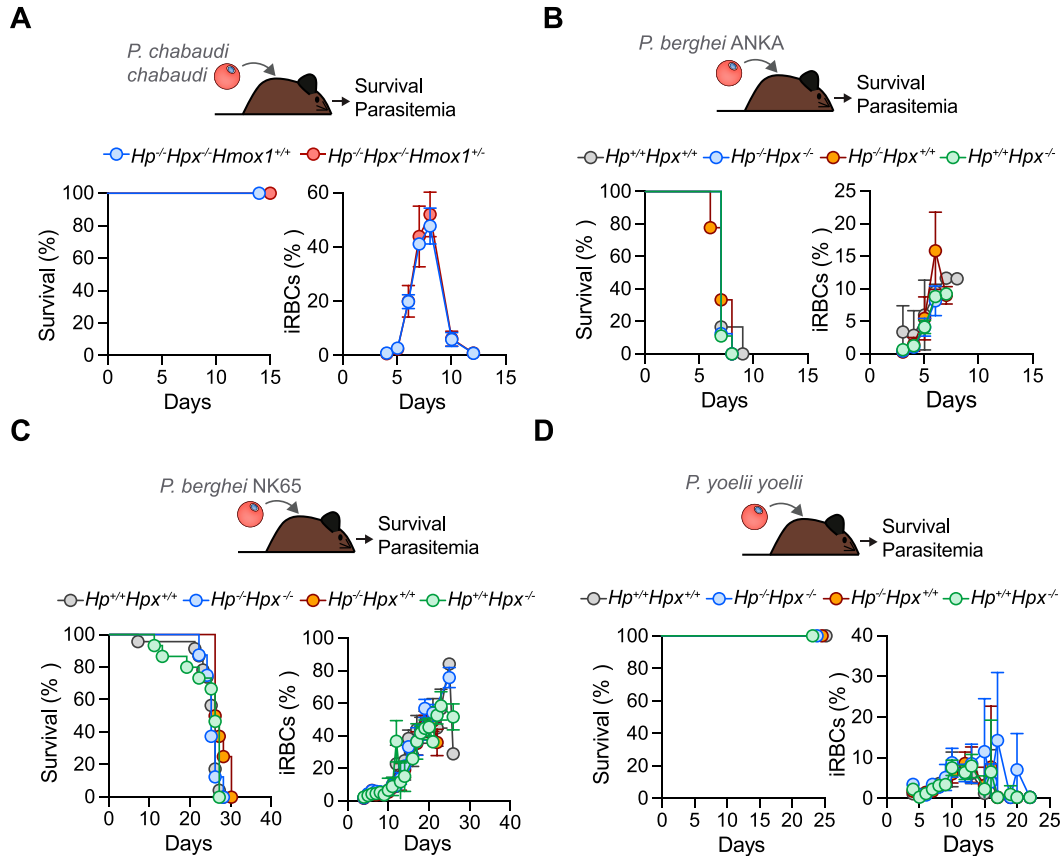 A
P. chabaudi
chabaudi
Survival
Parasitemia
Hp-/-Hpx-/-Hmox1+/+ Hp-/-Hpx-/-Hmox1+/-
Survival (%)
100
80
60
40
20
0
0 5 10 15
Days
iRBCs (% )
60
40
20
0
0 5 10 15
Days
B
P. berghei ANKA
Survival
Parasitemia
Hp+/+Hpx+/+ Hp-/-Hpx-/- Hp-/-Hpx+/+ Hp+/+Hpx-/-
Survival (%)
100
80
60
40
20
0
0 5 10 15
Days
iRBCs (% )
25
20
15
10
5
0
0 5 10 15
Days
C
P. berghei NK65
Survival
Parasitemia
Hp+/+Hpx+/+ Hp-/-Hpx-/- Hp-/-Hpx+/+ Hp+/+Hpx-/-
Survival (%)
100
80
60
40
20
0
0 10 20 30 40
Days
iRBCs (% )
100
80
60
40
20
0
0 10 20 30 40
Days
D
P. yoelii yoelii
Survival
Parasitemia
Hp+/+Hpx+/+ Hp-/-Hpx-/- Hp-/-Hpx+/+ Hp+/+Hpx-/-
Survival (%)
100
80
60
40
20
0
0 5 10 15 20 25
Days
iRBCs (% )
40
30
20
10
0
0 5 10 15 20 25
Days